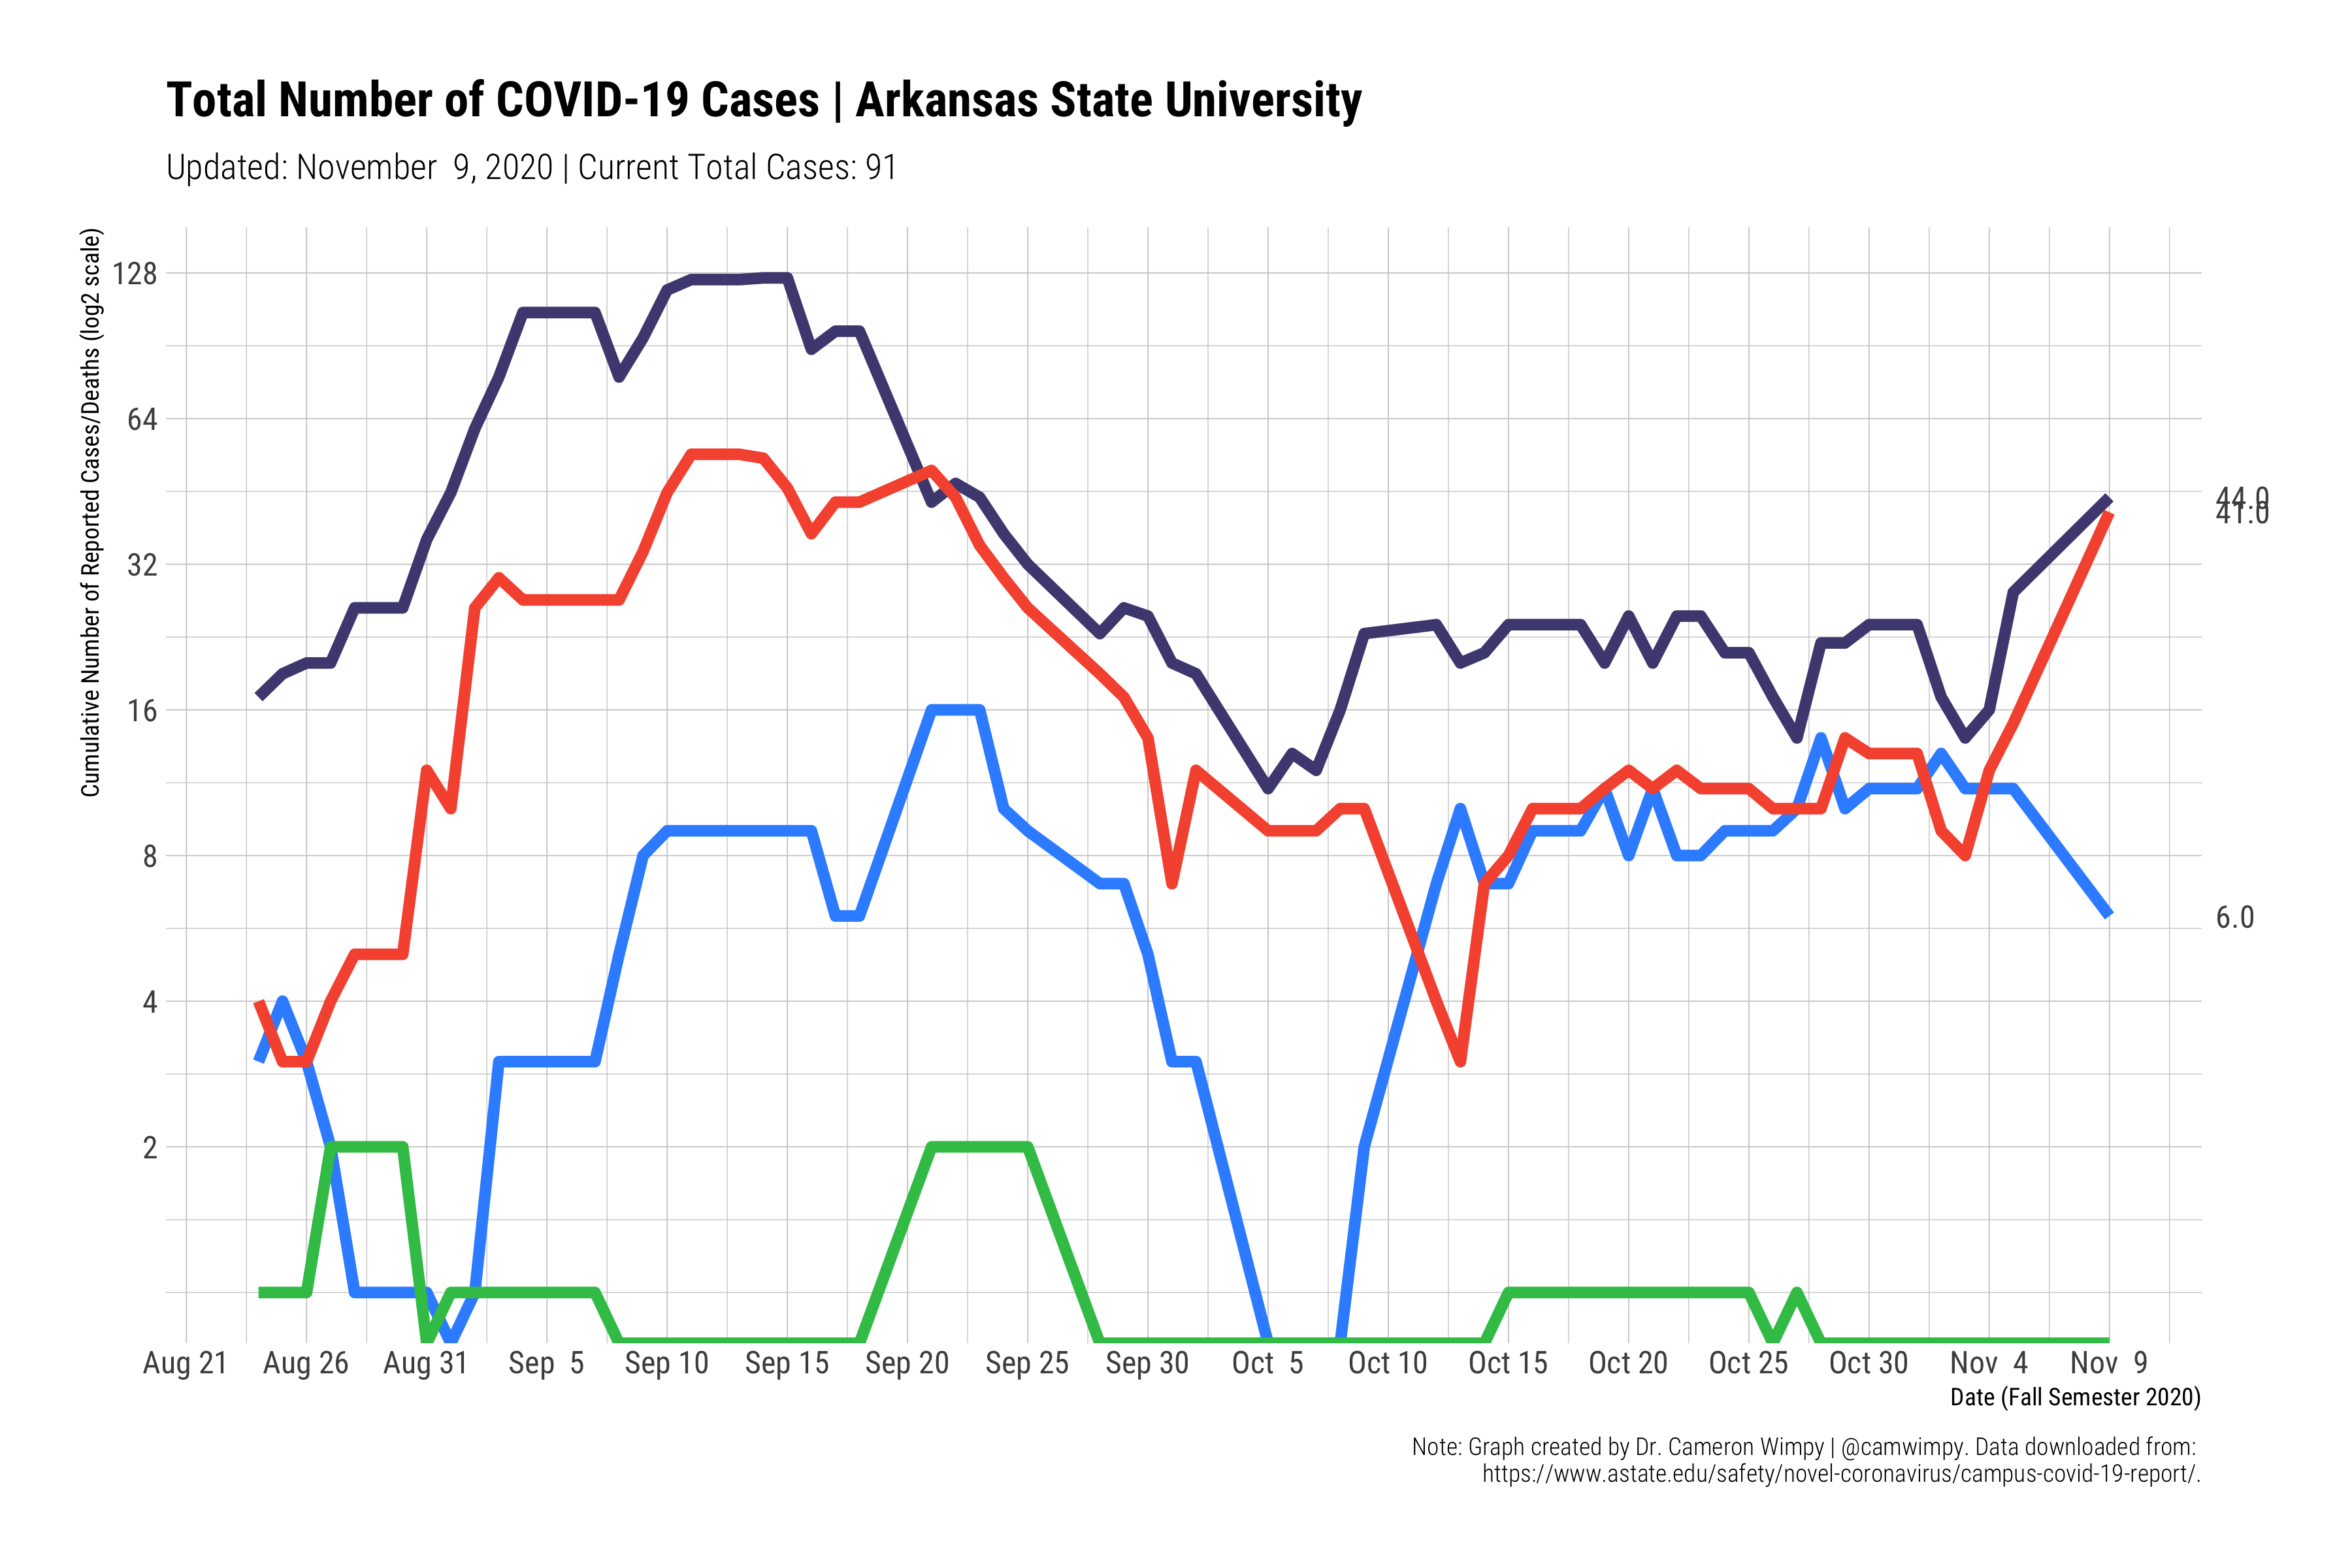 Total Number of COVID-19 Cases | Arkansas State University
Updated: November  9, 2020 | Current Total Cases: 91
Cumulative Number of Reported Cases/Deaths (log2 scale)
128
64
32
16
8
4
2
44.0
41.0
6.0
Aug 21 Aug 26 Aug 31 Sep  5 Sep 10 Sep 15 Sep 20 Sep 25 Sep 30 Oct  5 Oct 10 Oct 15 Oct 20 Oct 25 Oct 30 Nov  4 Nov  9
Date (Fall Semester 2020)
Note: Graph created by Dr. Cameron Wimpy | @camwimpy. Data downloaded from:
https://www.astate.edu/safety/novel-coronavirus/campus-covid-19-report/.